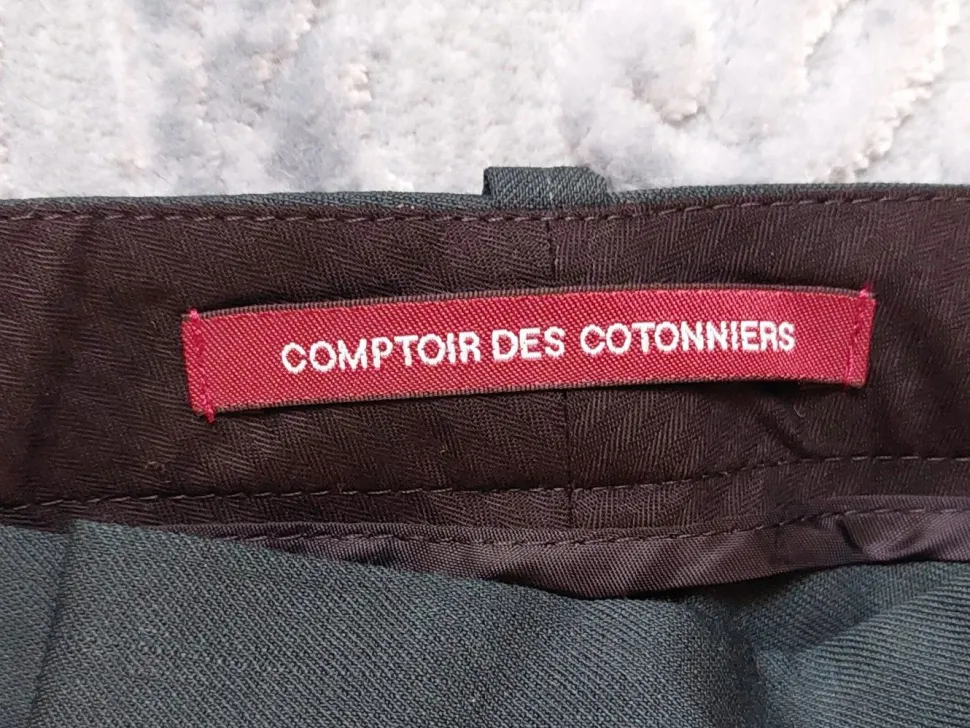 COMPTOIR DES COTONNIERS